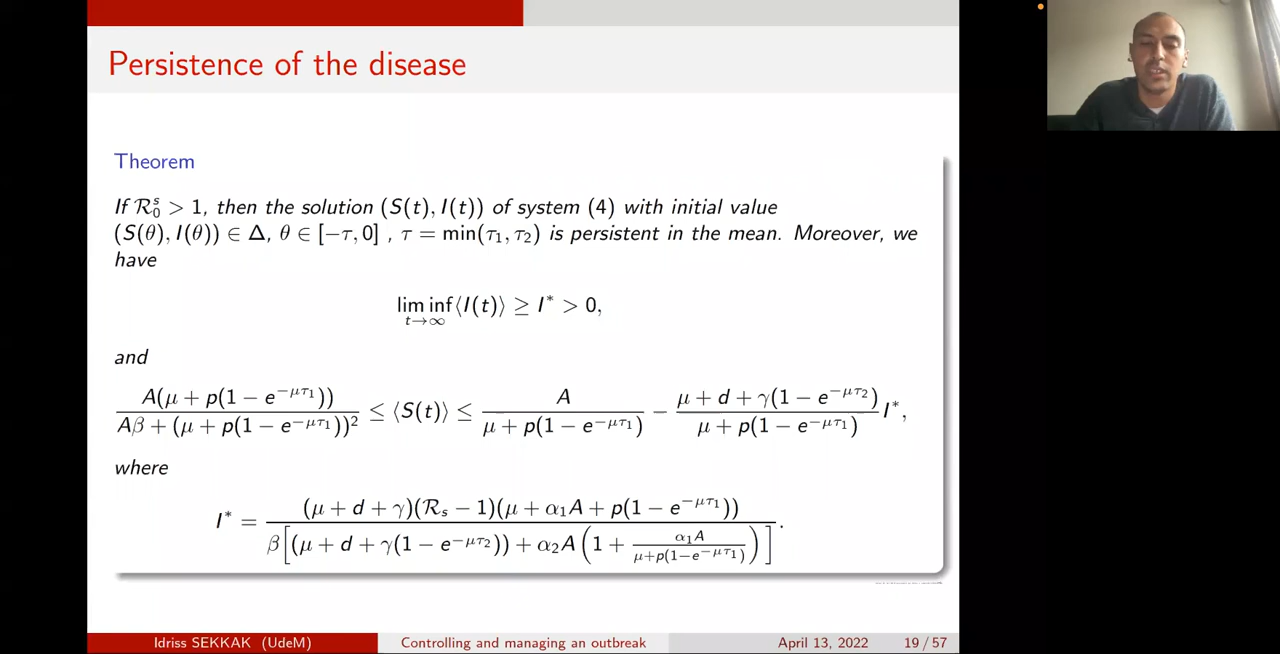 Persistence of the disease
Theorem
If R₀ˢ > 1, then the solution (S(t), I(t)) of system (4) with initial value
(S(θ), I(θ)) ∈ Δ, θ ∈ [−τ, 0] , τ = min(τ₁, τ₂) is persistent in the mean. Moreover, we
have
lim inf_{t→∞} ⟨I(t)⟩ ≥ I* > 0,
and
A(μ + p(1 − e^{−μτ₁})) / (Aβ + (μ + p(1 − e^{−μτ₁}))²) ≤ ⟨S(t)⟩ ≤ A / (μ + p(1 − e^{−μτ₁})) − (μ + d + γ(1 − e^{−μτ₂})) / (μ + p(1 − e^{−μτ₁})) I*,
where
I* = (μ + d + γ)(R_s − 1)(μ + α₁A + p(1 − e^{−μτ₁})) / β[(μ + d + γ(1 − e^{−μτ₂})) + α₂A(1 + α₁A / (μ+p(1−e^{−μτ₁})))].
Idriss SEKKAK (UdeM) Controlling and managing an outbreak April 13, 2022 19 / 57